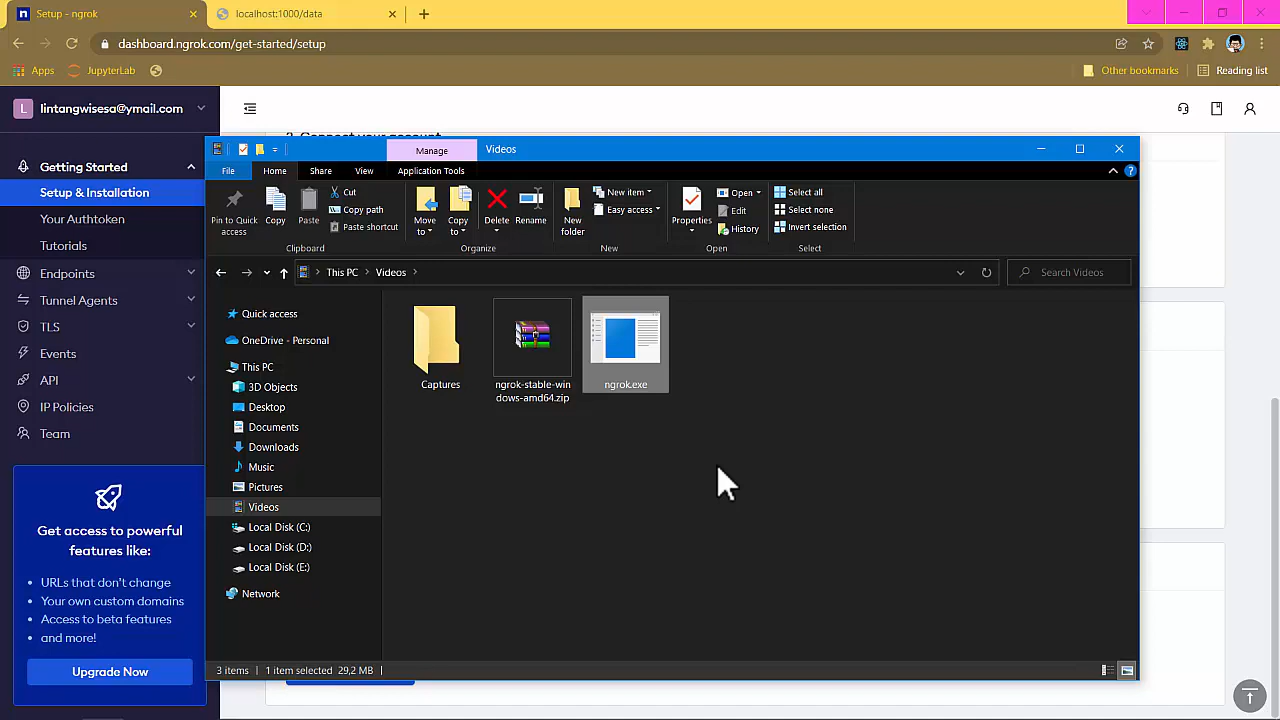 Setup - ngrok
localhost:1000/data
dashboard.ngrok.com/get-started/setup
Apps
JupyterLab
Other bookmarks
Reading list
L
lintangwisesa@ymail.com
Getting Started
Setup & Installation
Your Authtoken
Tutorials
Endpoints
Tunnel Agents
TLS
Events
API
IP Policies
Team
Get access to powerful
features like:
• URLs that don't change
• Your own custom domains
• Access to beta features
• and more!
Upgrade Now
2. Connect your account
Manage
Videos
File
Home
Share
View
Application Tools
Pin to Quick
access
Copy
Paste
Cut
Copy path
Paste shortcut
Clipboard
Move
to
Copy
to
Delete
Rename
Organize
New
folder
New item
Easy access
New
Properties
Open
Edit
History
Open
Select all
Select none
Invert selection
Select
This PC
Videos
Search Videos
Quick access
OneDrive - Personal
This PC
3D Objects
Desktop
Documents
Downloads
Music
Pictures
Videos
Local Disk (C:)
Local Disk (D:)
Local Disk (E:)
Network
Captures
ngrok-stable-win
dows-amd64.zip
ngrok.exe
3 items
1 item selected 29,2 MB